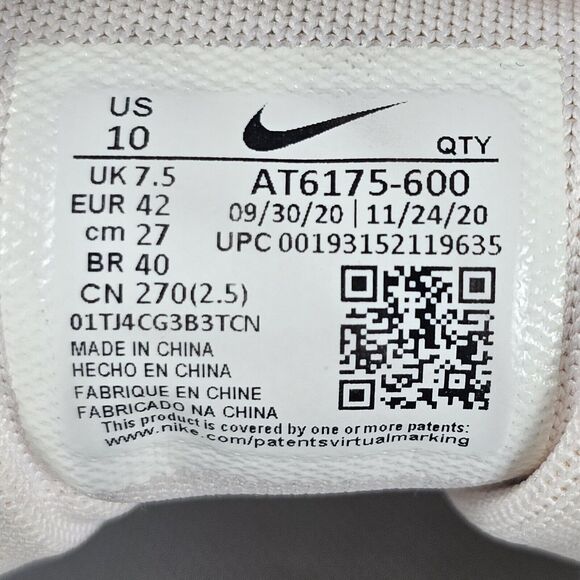 US
10
QTY
UK 7.5
EUR 42
cm 27
BR 40
CN 270(2.5)
AT6175-600
09/30/20 | 11/24/20
UPC 00193152119635
01TJ4CG3B3TCN
MADE IN CHINA
HECHO EN CHINA
FABRIQUE EN CHINE
FABRICADO NA CHINA
This product is covered by one or more patents:
www.nike.com/patentsvirtualmarking